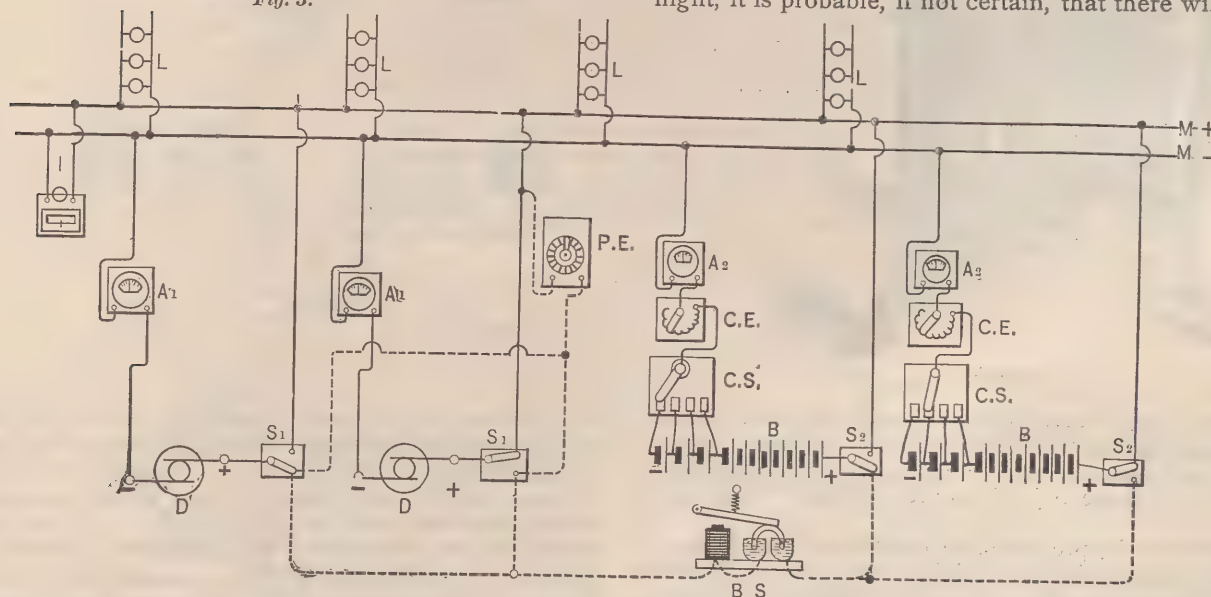 Fig. 3.
night, it is probable, if not certain, that there wi
L
L
L
L
M +
M -
I
P.E.
A1
A1
A2
A2
C.E.
C.E.
C.S.
C.S.
S1
S1
B
S2
B
S2
+
+
-
+
-
+
-
-
D
D
B S